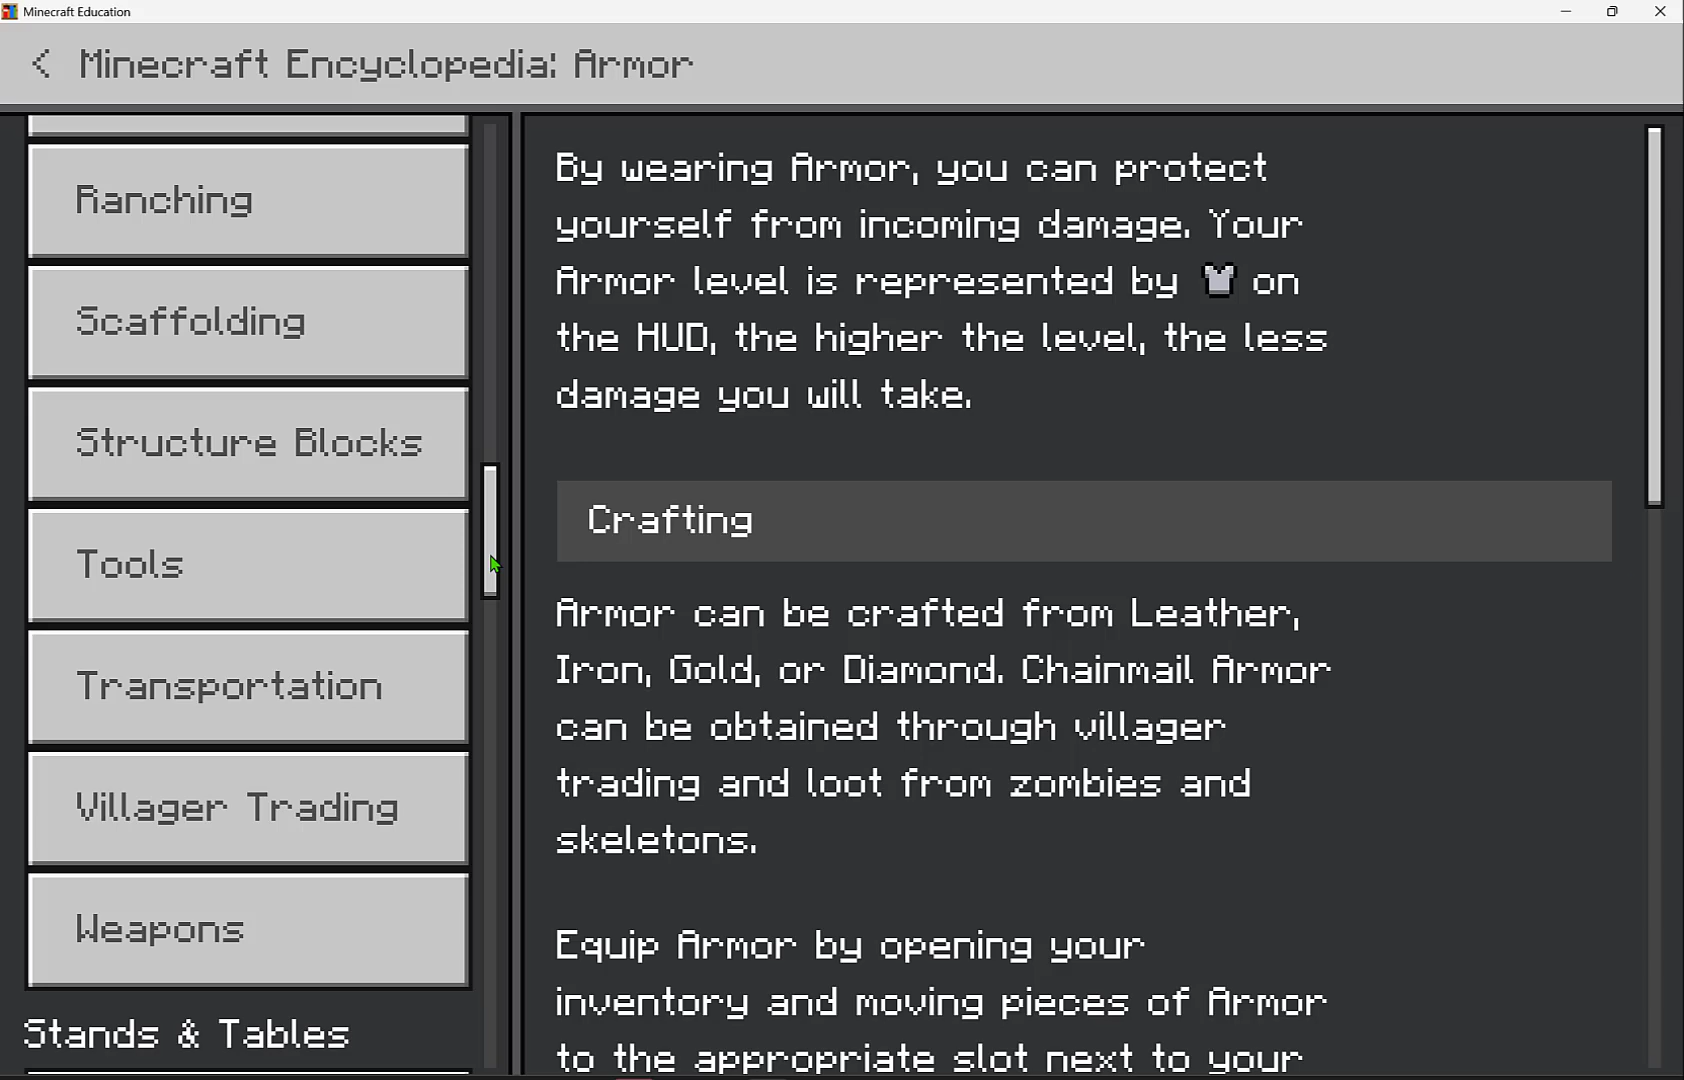 Minecraft Education
< Minecraft Encyclopedia: Armor
Ranching
Scaffolding
Structure Blocks
Tools
Transportation
Villager Trading
Weapons
Stands & Tables
By wearing Armor, you can protect
yourself from incoming damage. Your
Armor level is represented by on
the HUD, the higher the level, the less
damage you will take.
Crafting
Armor can be crafted from Leather,
Iron, Gold, or Diamond. Chainmail Armor
can be obtained through villager
trading and loot from zombies and
skeletons.
Equip Armor by opening your
inventory and moving pieces of Armor
to the appropriate slot next to your